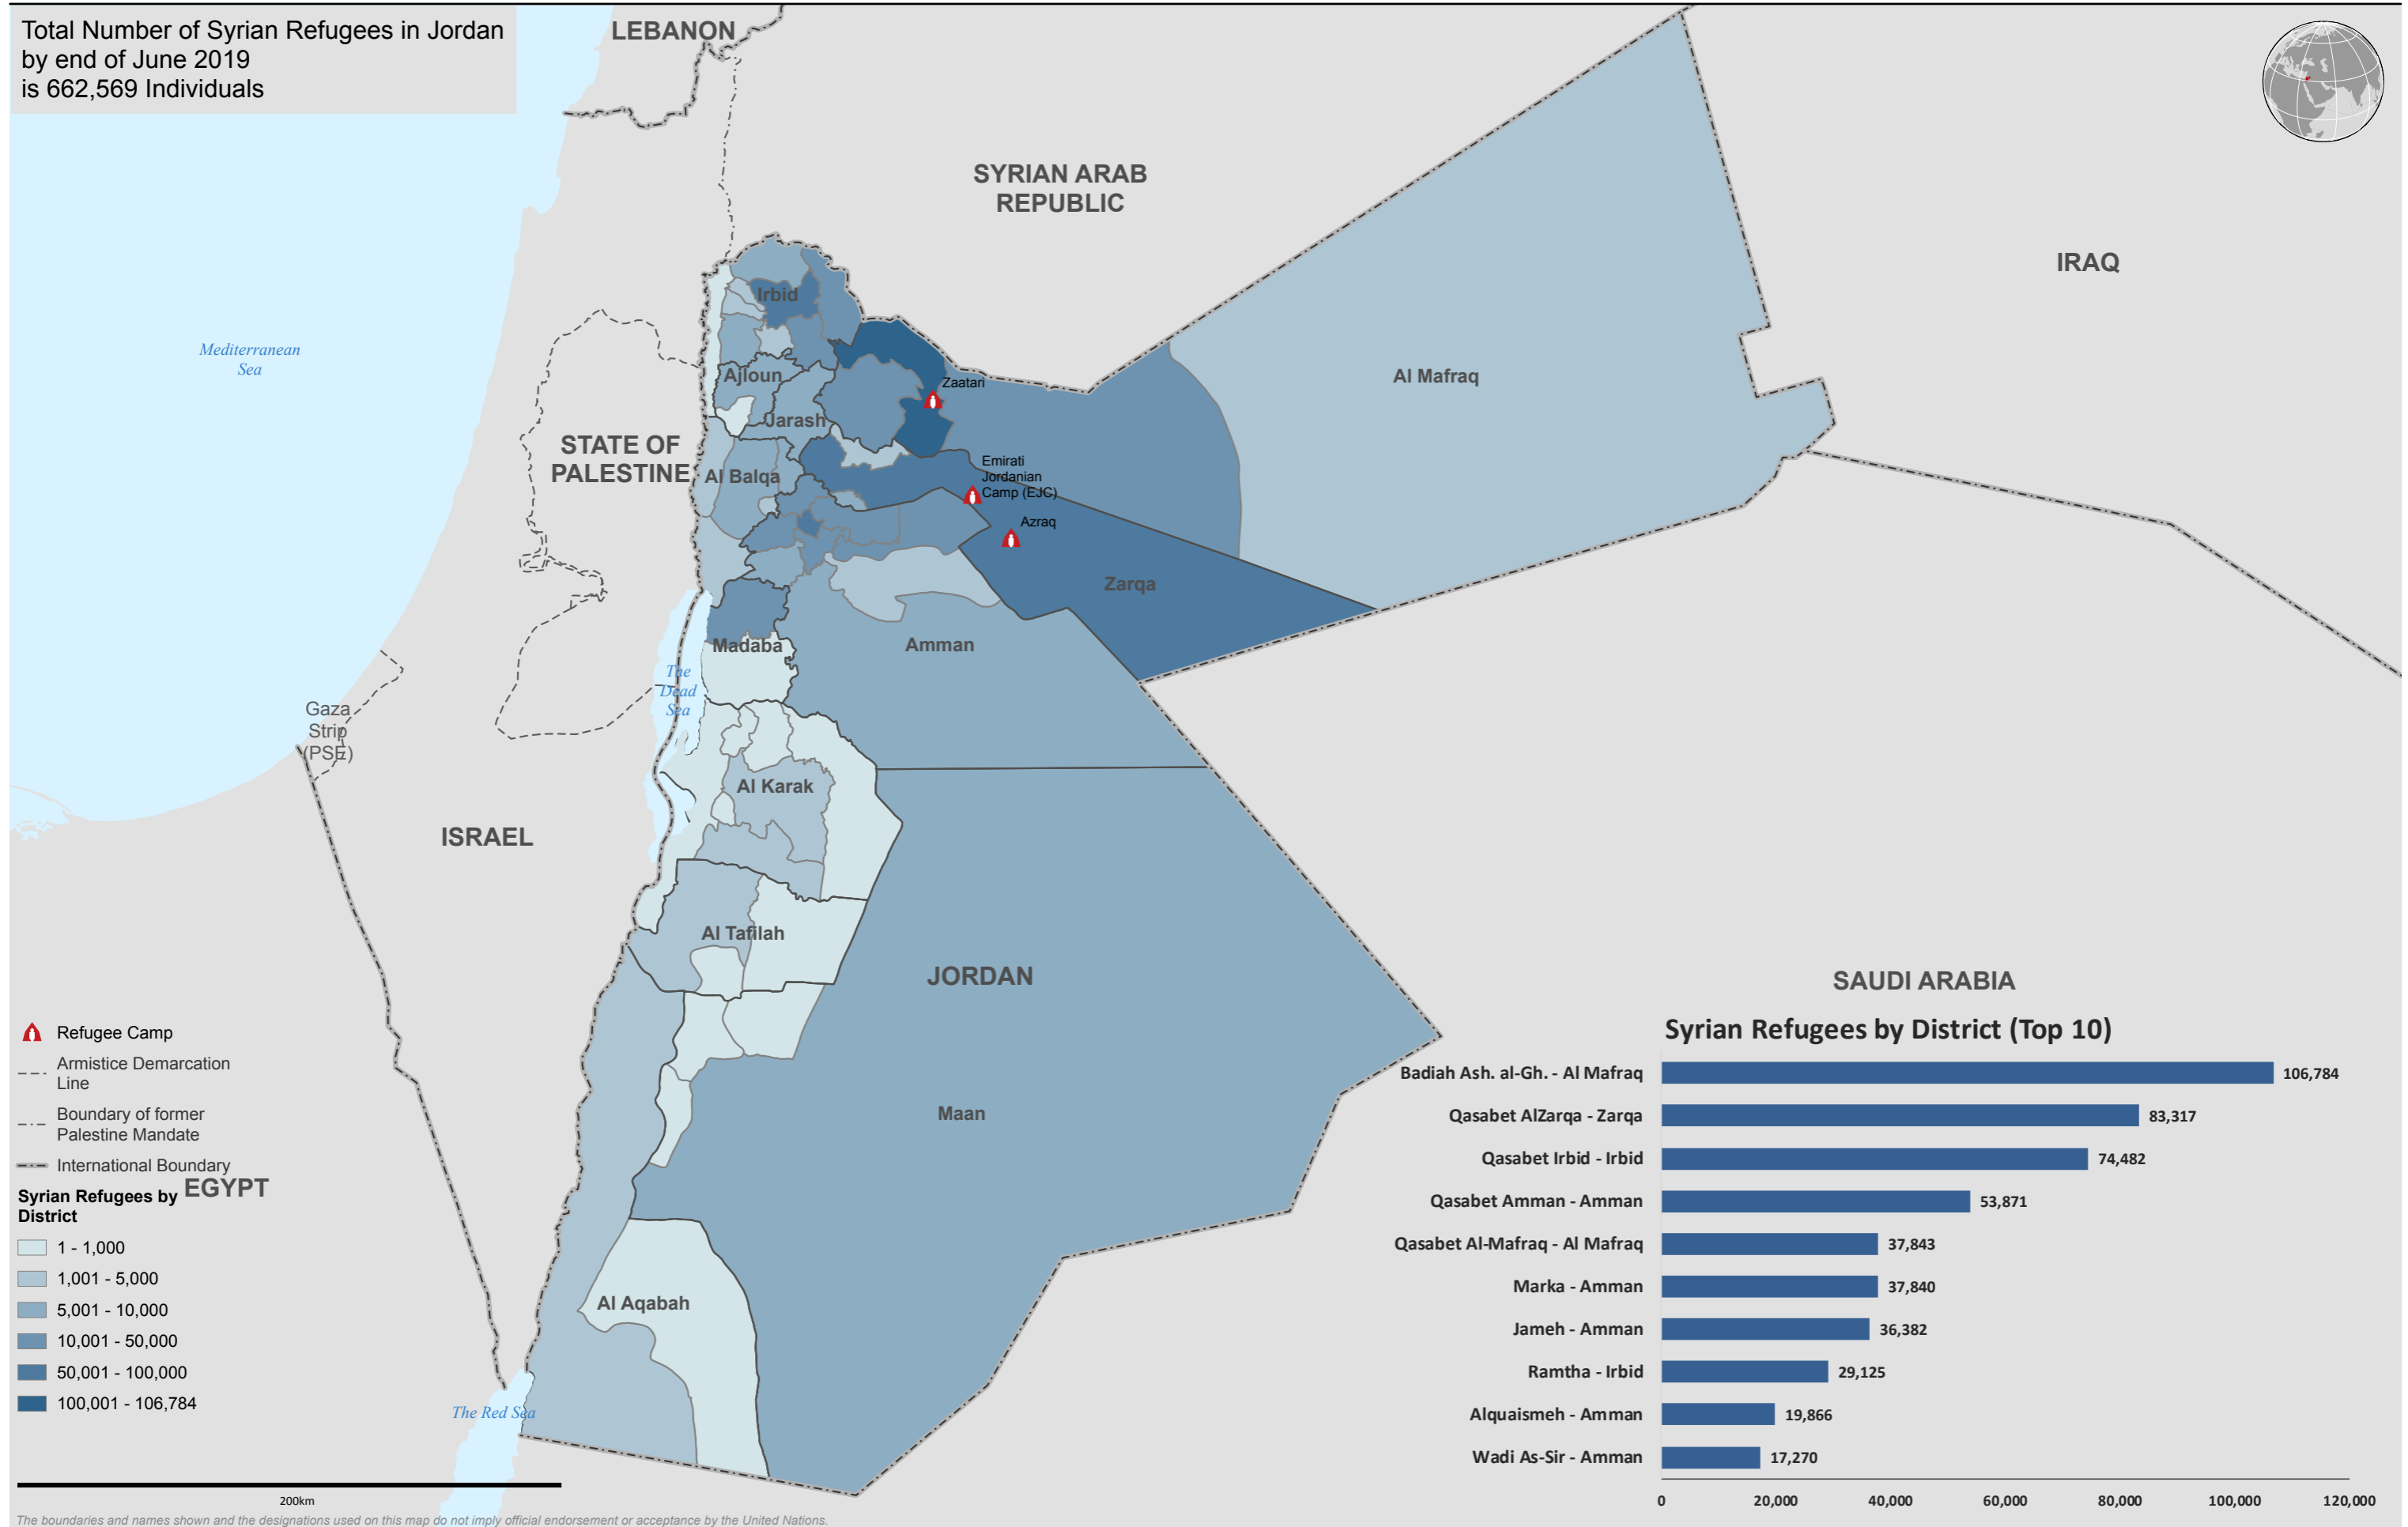 Total Number of Syrian Refugees in Jordan
by end of June 2019
is 662,569 Individuals
LEBANON
SYRIAN ARAB
REPUBLIC
IRAQ
Mediterranean
Sea
Irbid
Ajloun
Jarash
Zaatari
Al Mafraq
STATE OF
PALESTINE
Al Balqa
Emirati
Jordanian
Camp (EJC)
Azraq
Zarqa
Madaba
Amman
The
Dead
Sea
Gaza
Strip
(PSE)
Al Karak
ISRAEL
Al Tafilah
JORDAN
SAUDI ARABIA
Maan
Al Aqabah
The Red Sea
EGYPT
Refugee Camp
Armistice Demarcation
Line
Boundary of former
Palestine Mandate
International Boundary
Syrian Refugees by
District
1 - 1,000
1,001 - 5,000
5,001 - 10,000
10,001 - 50,000
50,001 - 100,000
100,001 - 106,784
200km
The boundaries and names shown and the designations used on this map do not imply official endorsement or acceptance by the United Nations.
Syrian Refugees by District (Top 10)
Badiah Ash. al-Gh. - Al Mafraq 106,784
Qasabet AlZarqa - Zarqa 83,317
Qasabet Irbid - Irbid 74,482
Qasabet Amman - Amman 53,871
Qasabet Al-Mafraq - Al Mafraq 37,843
Marka - Amman 37,840
Jameh - Amman 36,382
Ramtha - Irbid 29,125
Alquaismeh - Amman 19,866
Wadi As-Sir - Amman 17,270
0 20,000 40,000 60,000 80,000 100,000 120,000